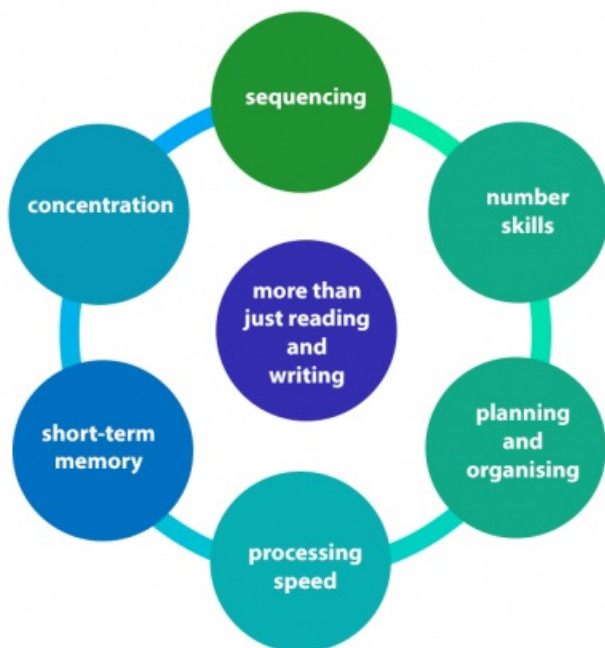 sequencing
number
skills
planning
and
organising
processing
speed
short-term
memory
concentration
more than
just reading
and
writing